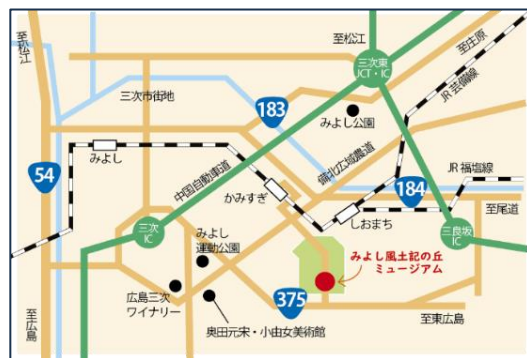 至松江
至松江
三次東
JCT・IC
至庄原
JR芸備線
三次市街地
183
みよし公園
54
みよし
中国自動車道
備北広域農道
かみすぎ
184
JR福塩線
しおまち
至尾道
三次
IC
三良坂
IC
みよし
運動公園
みよし風土記の丘
ミュージアム
広島三次
ワイナリー
375
奥田元宋・小由女美術館
至広島
至東広島